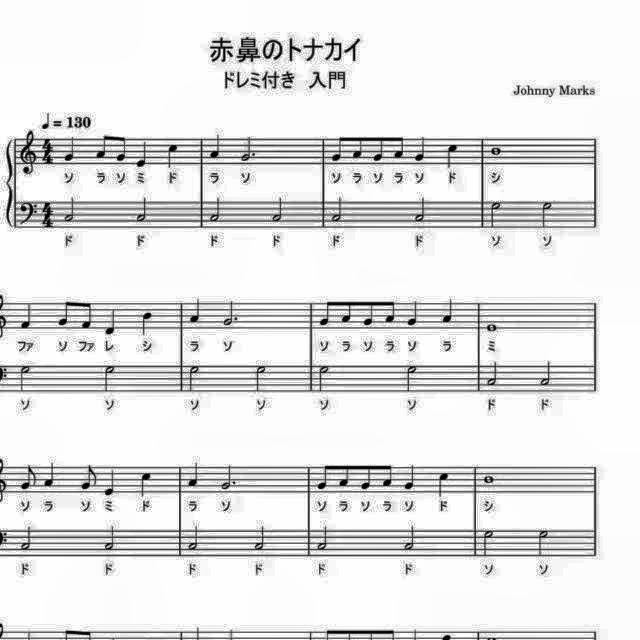 赤鼻のトナカイ
ドレミ付き 入門
Johnny Marks
♩= 130
ソ ラ ソ ミ ド ラ ソ ソ ラ ソ ラ ソ ド シ
ド ド ド ド ド ド ソ ソ
ファ ソ ファ レ シ ラ ソ ソ ラ ソ ラ ソ ラ ミ
ソ ソ ソ ソ ソ ソ ド ド
ソ ラ ソ ミ ド ラ ソ ソ ラ ソ ラ ソ ド シ
ド ド ド ド ド ド ソ ソ